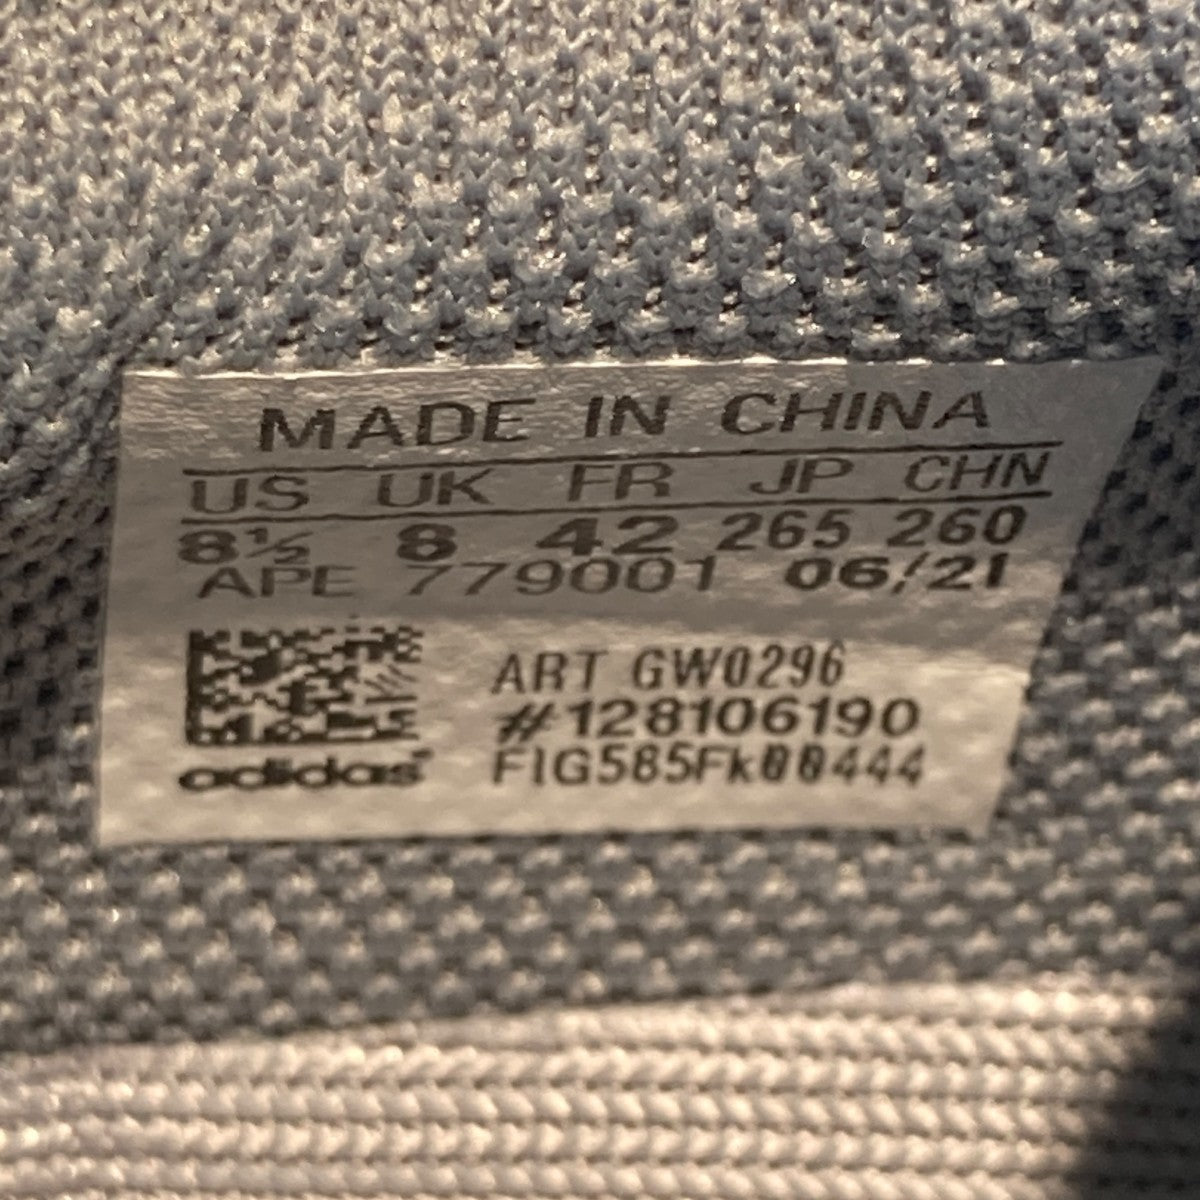 MADE IN CHINA
US UK FR JP CHN
8½ 8 42 265 260
APE 779001 06/21
ART GW0296
#128106190
FIG585Fk00444
adidas